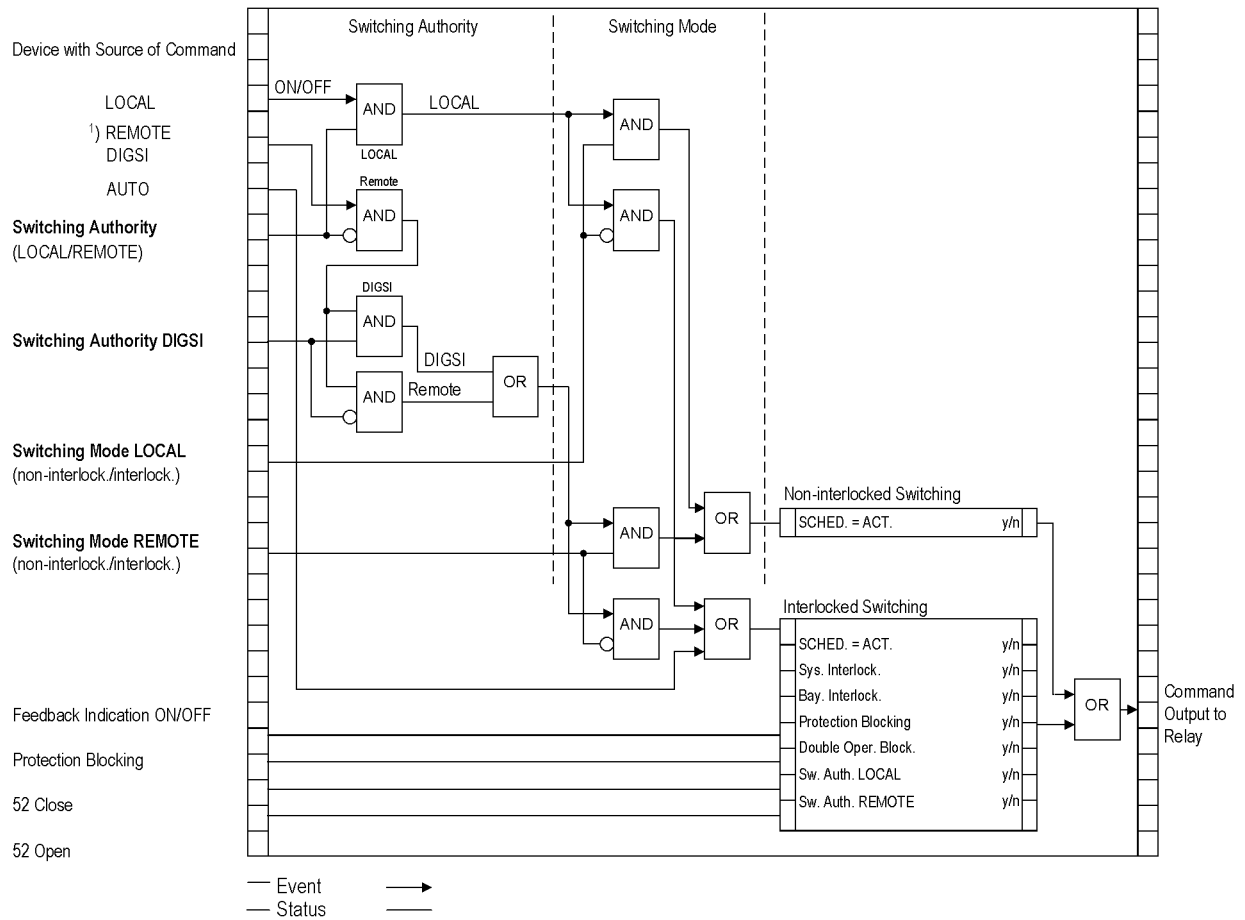 Switching Authority
Switching Mode
Device with Source of Command
ON/OFF
LOCAL
AND
LOCAL
AND
LOCAL
1) REMOTE
DIGSI
Remote
AUTO
AND
AND
Switching Authority
(LOCAL/REMOTE)
DIGSI
AND
Switching Authority DIGSI
DIGSI
OR
AND
Remote
Switching Mode LOCAL
(non-interlock./interlock.)
Non-interlocked Switching
OR
SCHED. = ACT. y/n
AND
Switching Mode REMOTE
(non-interlock./interlock.)
Interlocked Switching
AND
OR
SCHED. = ACT. y/n
Sys. Interlock. y/n
Bay. Interlock. y/n
Protection Blocking y/n
Double Oper. Block. y/n
Sw. Auth. LOCAL y/n
Sw. Auth. REMOTE y/n
OR
Command
Output to
Relay
Feedback Indication ON/OFF
Protection Blocking
52 Close
52 Open
Event
Status